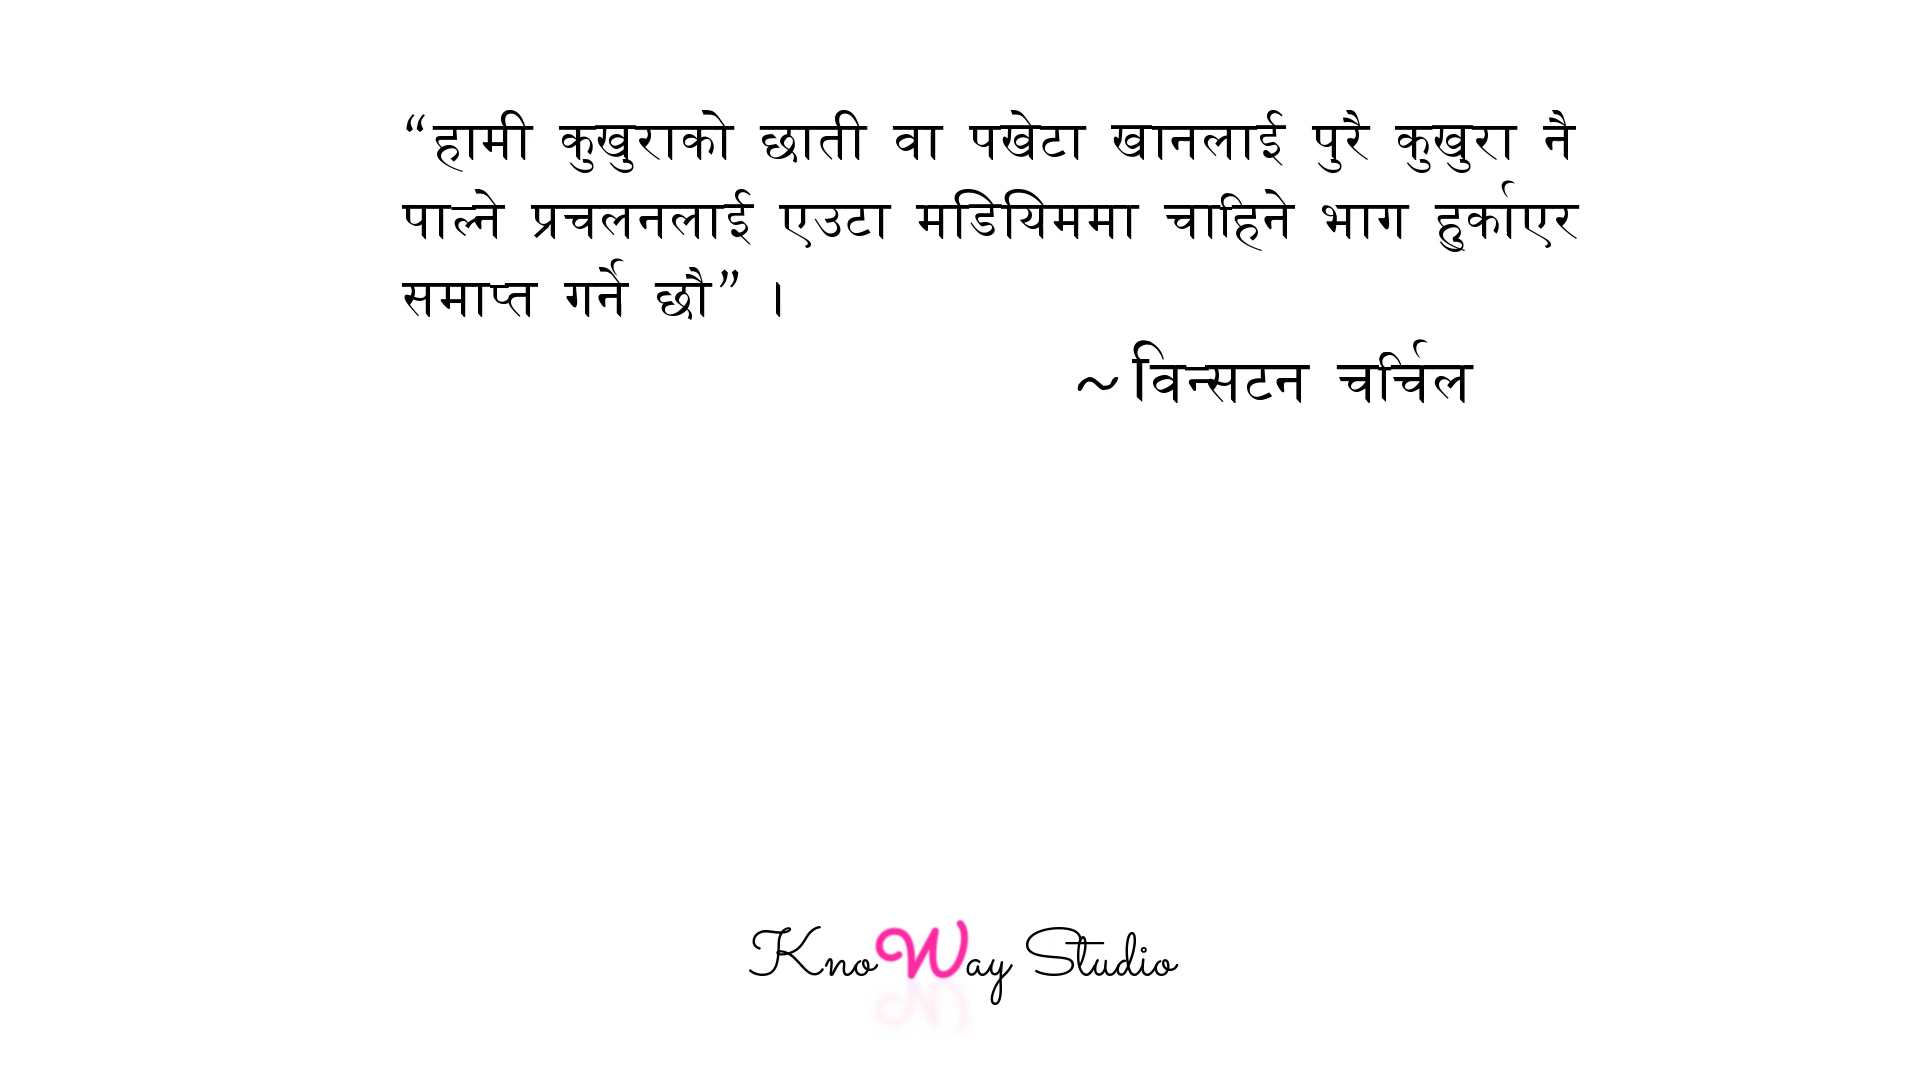 “हामी कुखुराको छाती वा पखेटा खानलाई पुरै कुखुरा नै
पाल्ने प्रचलनलाई एउटा मडियिममा चाहिने भाग हुर्काएर
समाप्त गर्नै छौ” ।
~विन्सटन चर्चिल
KnoWay Studio